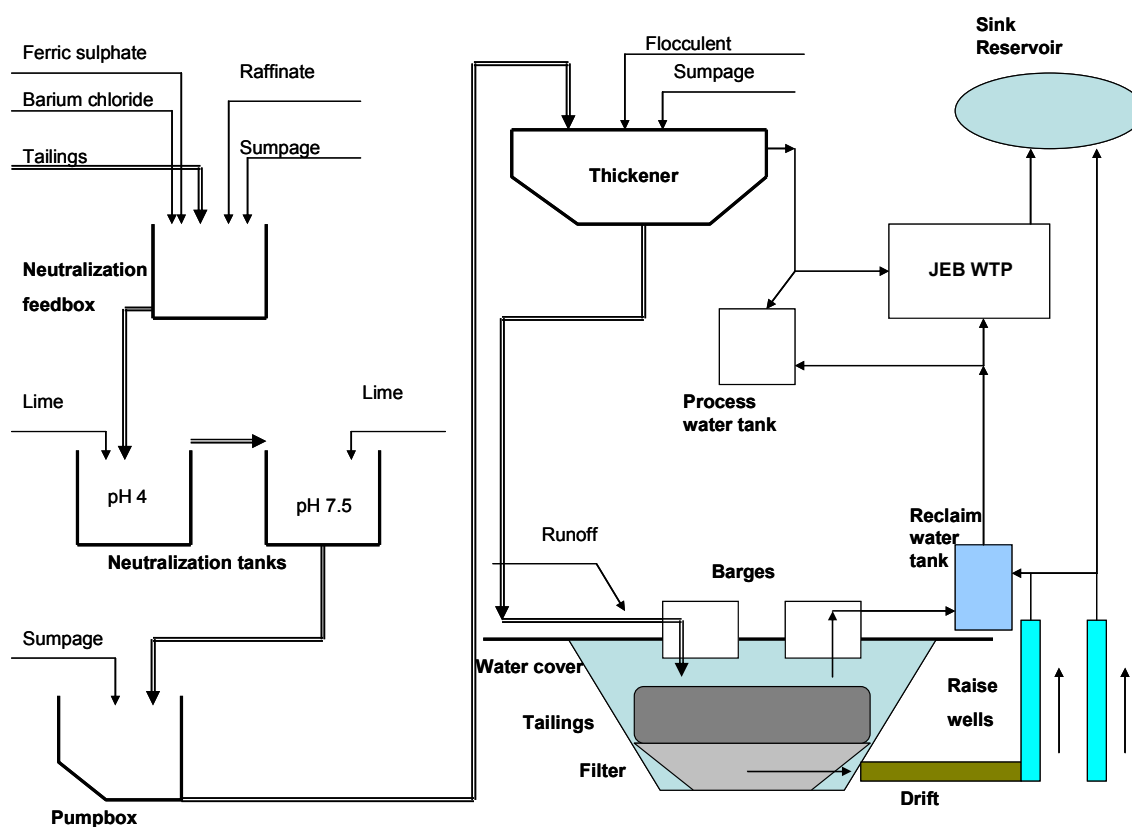 Ferric sulphate
Barium chloride
Tailings
Raffinate
Sumpage
Neutralization
feedbox
Lime
Lime
pH 4
pH 7.5
Neutralization tanks
Sumpage
Pumpbox
Flocculent
Sumpage
Thickener
Sink
Reservoir
JEB WTP
Process
water tank
Reclaim
water
tank
Runoff
Barges
Water cover
Tailings
Filter
Raise
wells
Drift